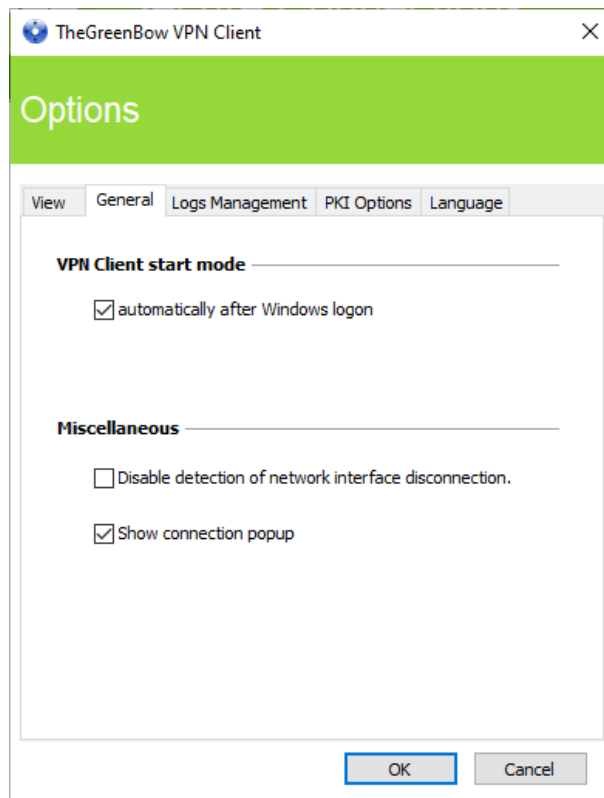 TheGreenBow VPN Client
Options
View General Logs Management PKI Options Language
VPN Client start mode
automatically after Windows logon
Miscellaneous
Disable detection of network interface disconnection.
Show connection popup
OK Cancel